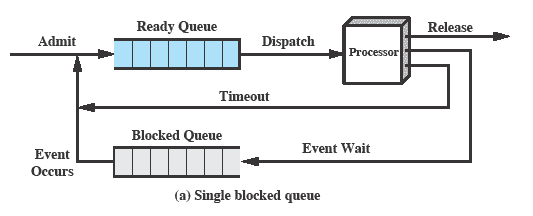 Ready Queue
Release
Admit
Dispatch
Processor
Timeout
Blocked Queue
Event Wait
Event
Occurs
(a) Single blocked queue